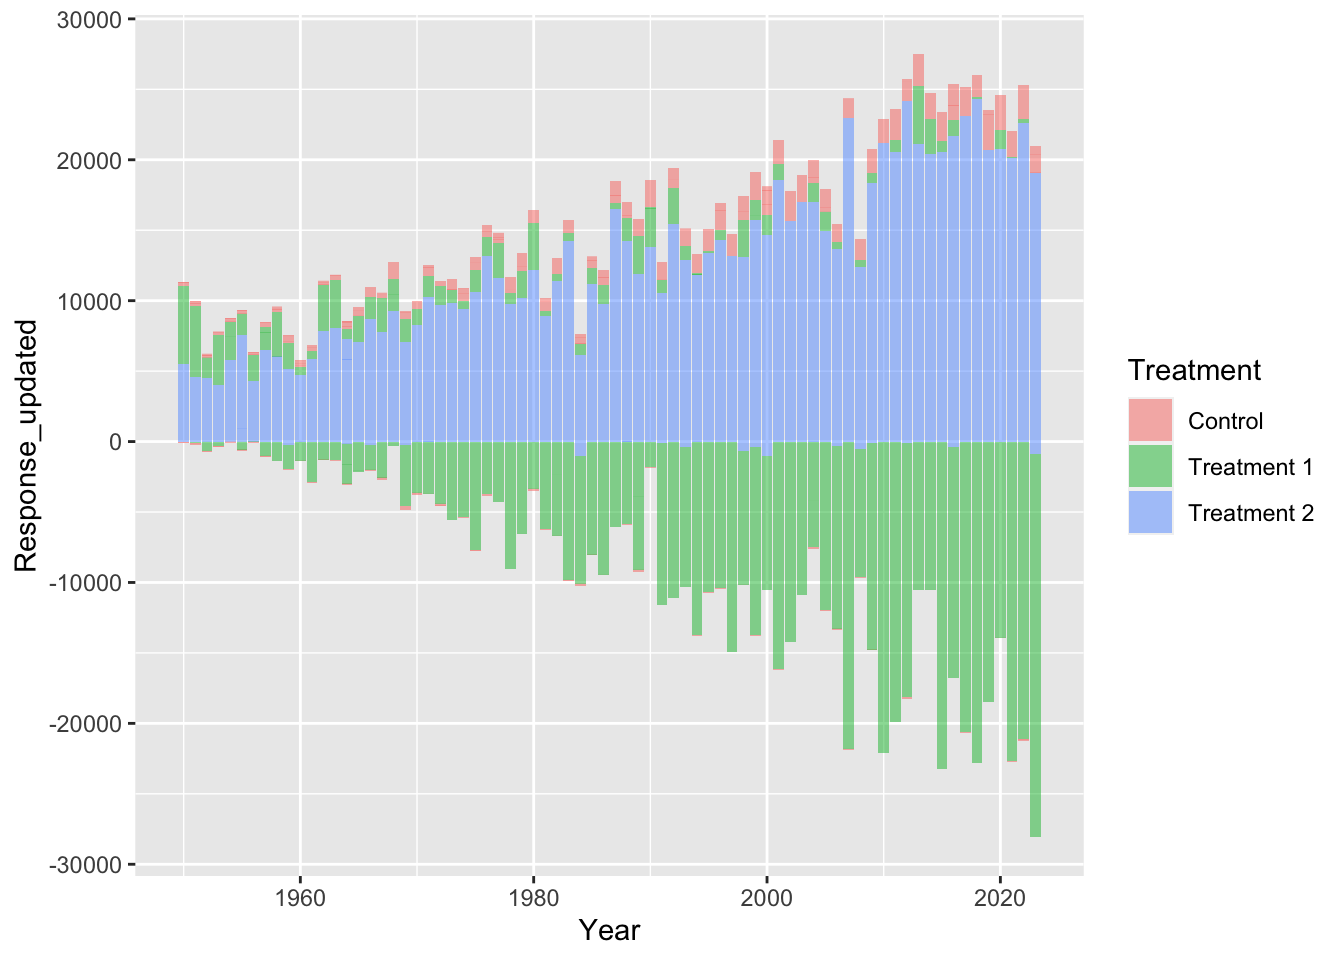 30000
20000
10000
0
-10000
-20000
-30000
Response_updated
1960
1980
2000
2020
Year
Treatment
Control
Treatment 1
Treatment 2